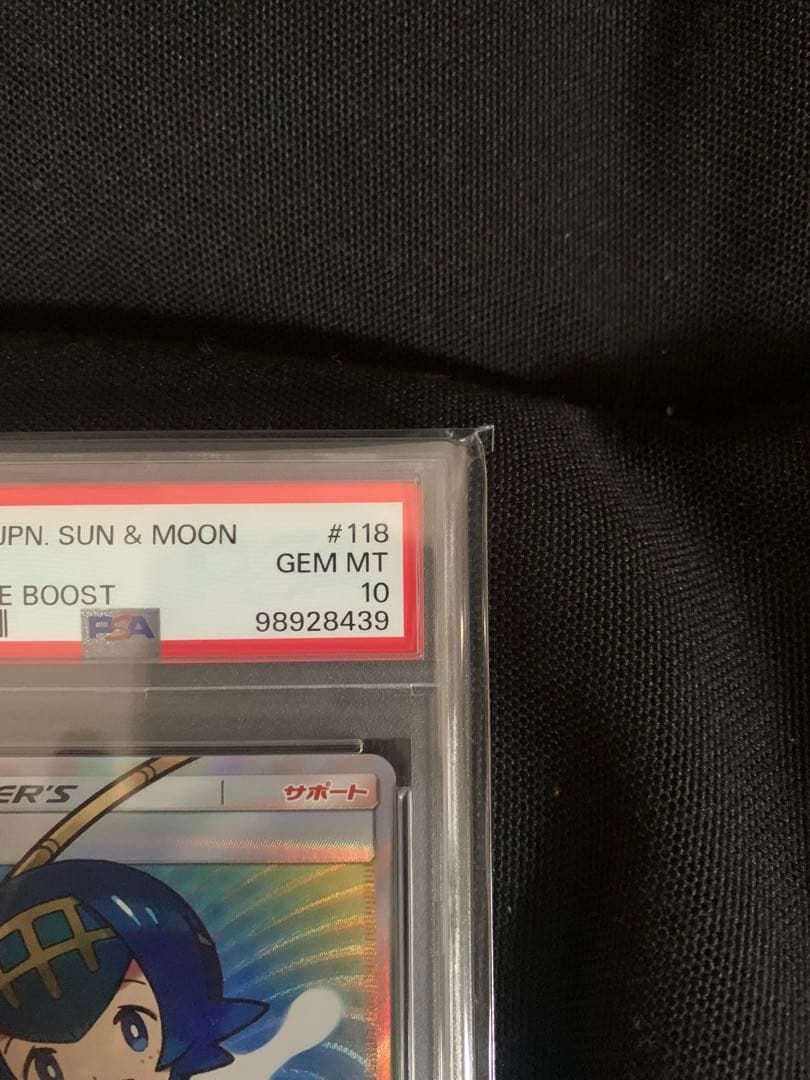 JPN. SUN & MOON #118
GEM MT
E BOOST 10
PSA 98928439
ER'S サポート